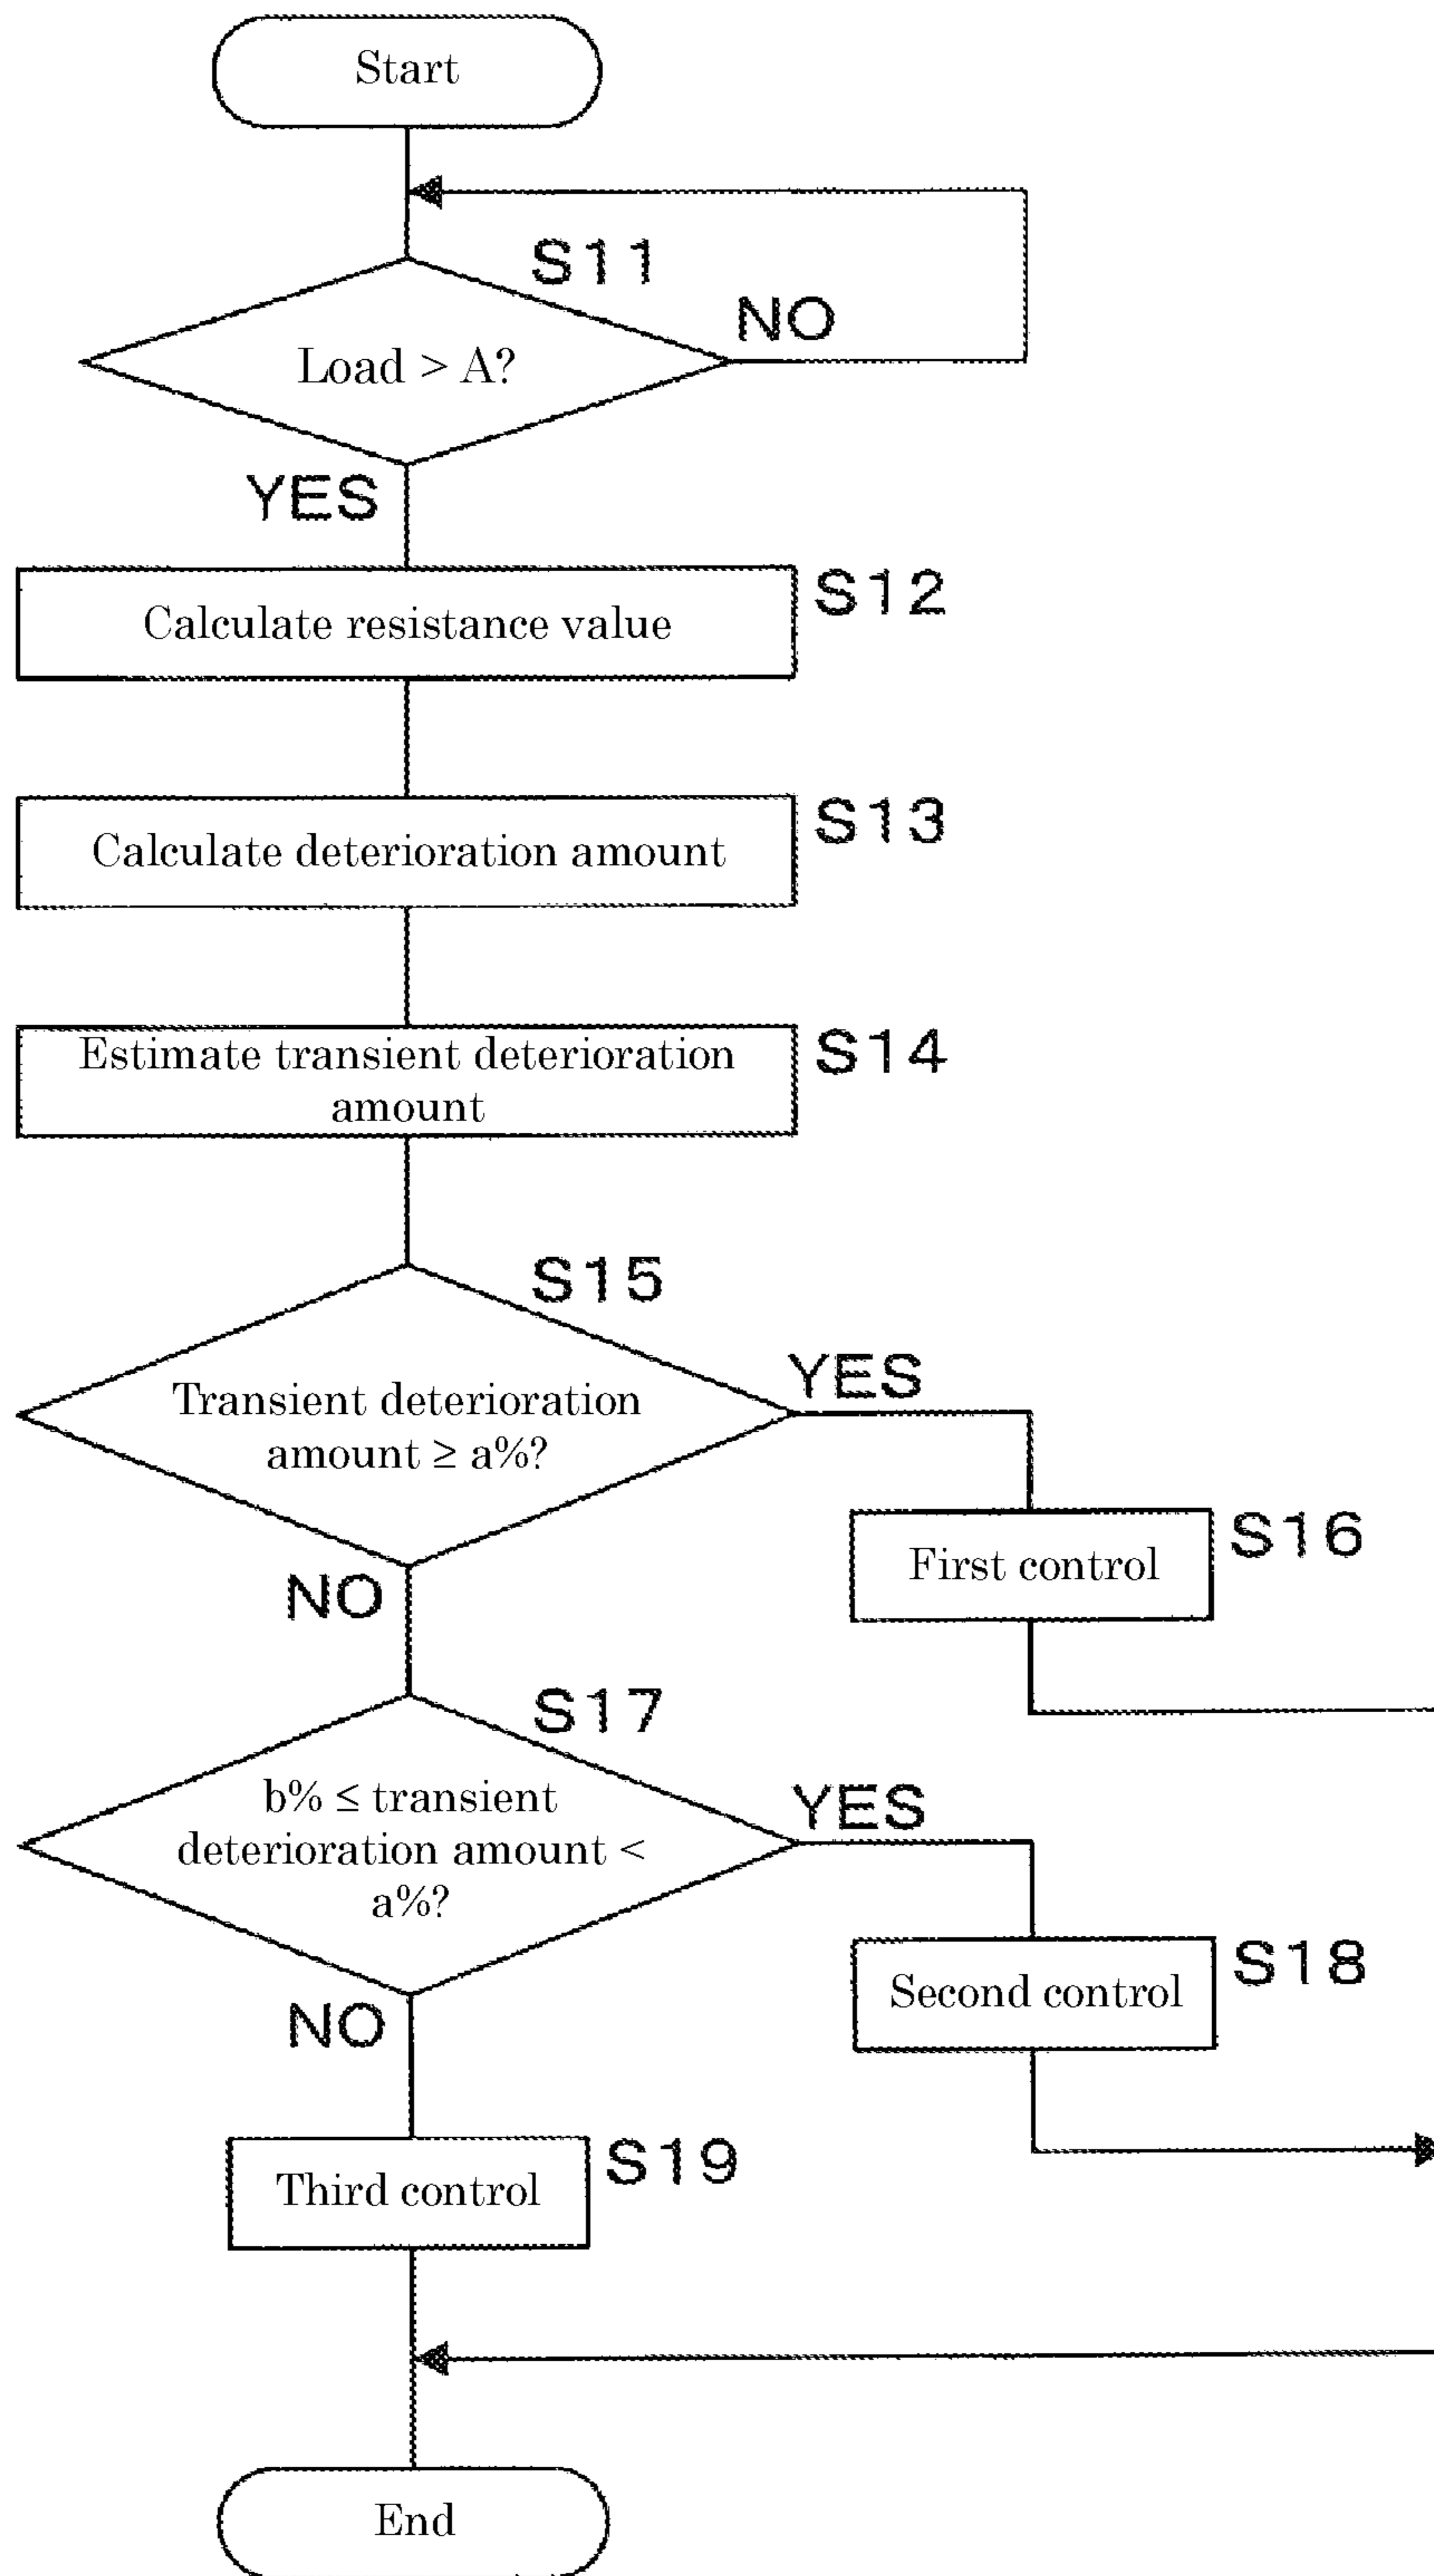 Start
S11
NO
Load > A?
YES
S12
Calculate resistance value
S13
Calculate deterioration amount
S14
Estimate transient deterioration
amount
S15
YES
Transient deterioration
amount ≥ a%?
S16
First control
NO
S17
YES
b% ≤ transient
deterioration amount <
a%?
S18
Second control
NO
S19
Third control
End